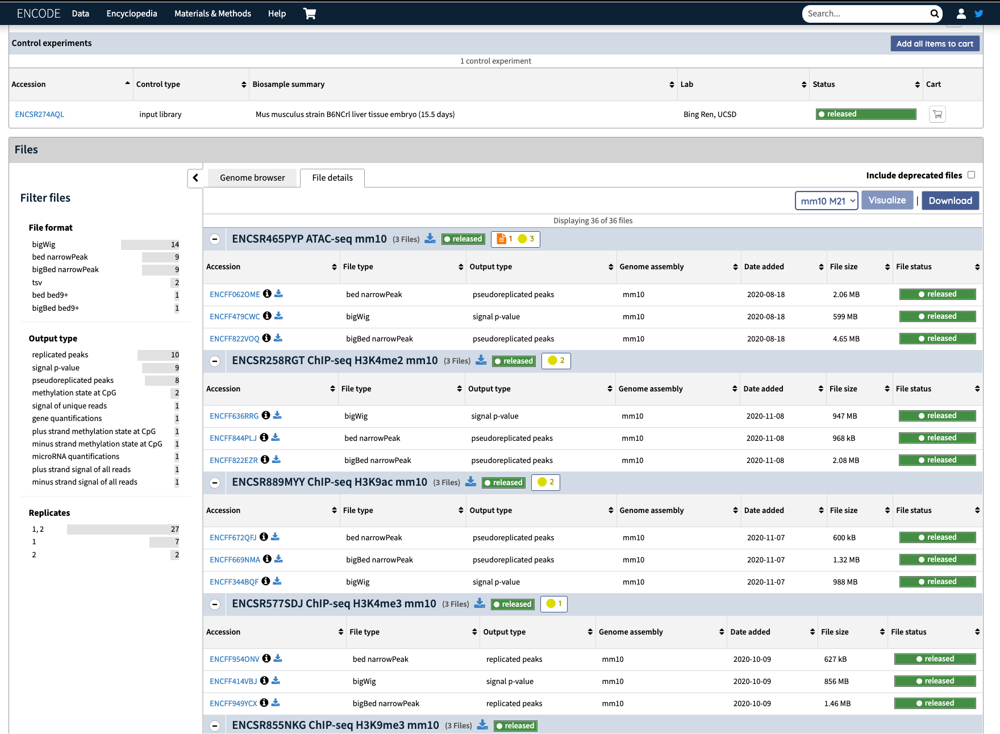 ENCODE Data Encyclopedia Materials & Methods Help Search...
Control experiments Add all items to cart
1 control experiment
Accession Control type Biosample summary Lab Status Cart
ENCSR274AQL input library Mus musculus strain B6NCrl liver tissue embryo (15.5 days) Bing Ren, UCSD released
Files
Genome browser File details Include deprecated files
Filter files
mm10 M21 Visualize | Download
Displaying 36 of 36 files
File format
bigWig 14
bed narrowPeak 9
bigBed narrowPeak 9
tsv 2
bed bed9+ 1
bigBed bed9+ 1
Output type
replicated peaks 10
signal p-value 9
pseudoreplicated peaks 8
methylation state at CpG 2
signal of unique reads 1
gene quantifications 1
plus strand methylation state at CpG 1
minus strand methylation state at CpG 1
microRNA quantifications 1
plus strand signal of all reads 1
minus strand signal of all reads 1
Replicates
1, 2 27
1 7
2 2
ENCSR465PYP ATAC-seq mm10 (3 Files) released 1 3
Accession File type Output type Genome assembly Date added File size File status
ENCFF062OME bed narrowPeak pseudoreplicated peaks mm10 2020-08-18 2.06 MB released
ENCFF479CWC bigWig signal p-value mm10 2020-08-18 599 MB released
ENCFF822VOQ bigBed narrowPeak pseudoreplicated peaks mm10 2020-08-18 4.65 MB released
ENCSR258RGT ChIP-seq H3K4me2 mm10 (3 Files) released 2
Accession File type Output type Genome assembly Date added File size File status
ENCFF636RRG bigWig signal p-value mm10 2020-11-08 947 MB released
ENCFF844PLJ bed narrowPeak pseudoreplicated peaks mm10 2020-11-08 968 kB released
ENCFF822EZR bigBed narrowPeak pseudoreplicated peaks mm10 2020-11-08 2.08 MB released
ENCSR889MYY ChIP-seq H3K9ac mm10 (3 Files) released 2
Accession File type Output type Genome assembly Date added File size File status
ENCFF672QFJ bed narrowPeak pseudoreplicated peaks mm10 2020-11-07 600 kB released
ENCFF669NMA bigBed narrowPeak pseudoreplicated peaks mm10 2020-11-07 1.32 MB released
ENCFF344BQF bigWig signal p-value mm10 2020-11-07 988 MB released
ENCSR577SDJ ChIP-seq H3K4me3 mm10 (3 Files) released 1
Accession File type Output type Genome assembly Date added File size File status
ENCFF954ONV bed narrowPeak replicated peaks mm10 2020-10-09 627 kB released
ENCFF414VBJ bigWig signal p-value mm10 2020-10-09 856 MB released
ENCFF949YCX bigBed narrowPeak replicated peaks mm10 2020-10-09 1.46 MB released
ENCSR855NKG ChIP-seq H3K9me3 mm10 (3 Files) released